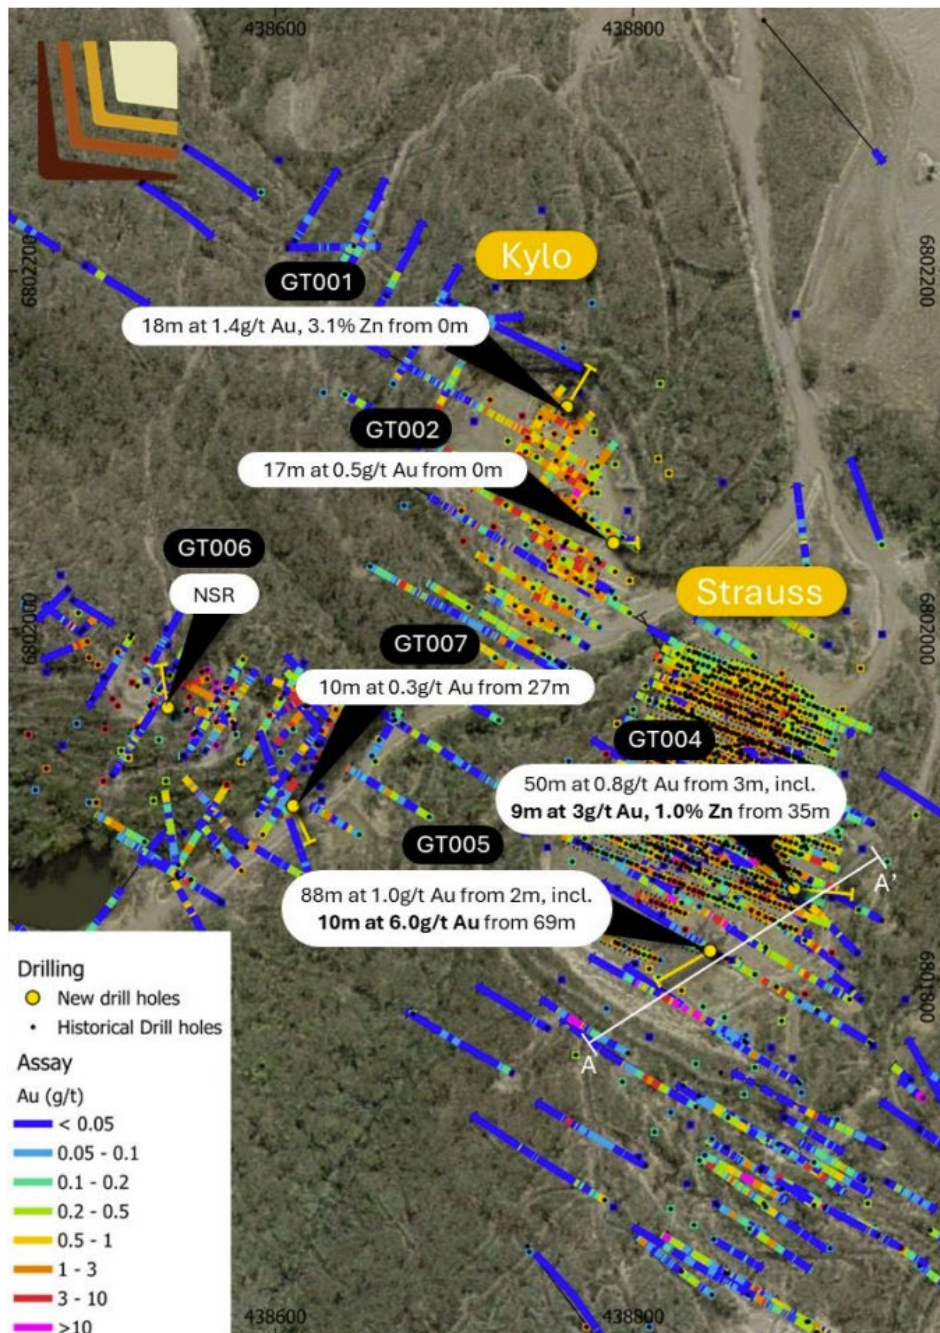 438600
438800
6802200
6802200
Kylo
GT001
18m at 1.4g/t Au, 3.1% Zn from 0m
GT002
17m at 0.5g/t Au from 0m
GT006
NSR
Strauss
6802000
6802000
GT007
10m at 0.3g/t Au from 27m
GT004
50m at 0.8g/t Au from 3m, incl.
9m at 3g/t Au, 1.0% Zn from 35m
GT005
88m at 1.0g/t Au from 2m, incl.
10m at 6.0g/t Au from 69m
A'
A
6801800
Drilling
New drill holes
Historical Drill holes
Assay
Au (g/t)
< 0.05
0.05 - 0.1
0.1 - 0.2
0.2 - 0.5
0.5 - 1
1 - 3
3 - 10
>10
438600
438800